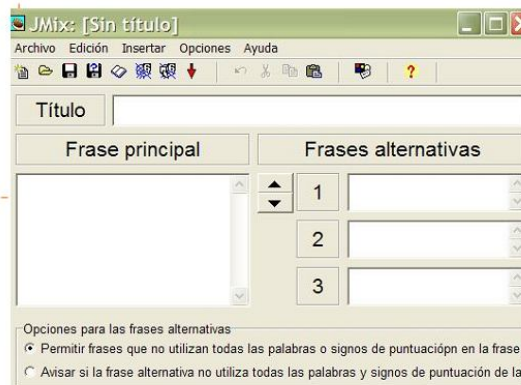 JMix: [Sin título]
Archivo Edición Insertar Opciones Ayuda
?
Título
Frase principal
Frases alternativas
1
2
3
Opciones para las frases alternativas
Permitir frases que no utilizan todas las palabras o signos de puntuaciópn en la frase
Avisar si la frase alternativa no utiliza todas las palabras y signos de puntuación de la